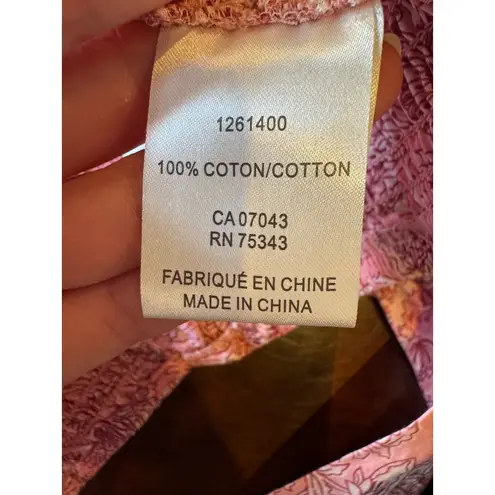 1261400
100% COTON/COTTON
CA 07043
RN 75343
FABRIQUÉ EN CHINE
MADE IN CHINA